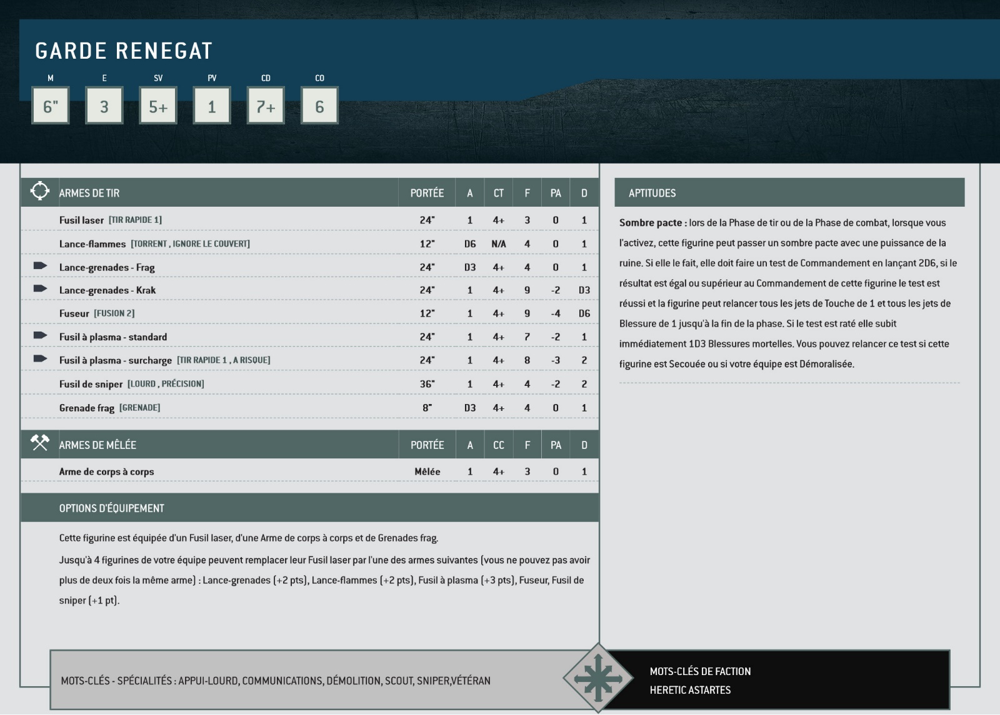 GARDE RENEGAT
M E SV PV CD CO
6" 3 5+ 1 7+ 6
ARMES DE TIR PORTÉE A CT F PA D
Fusil laser [TIR RAPIDE 1] 24" 1 4+ 3 0 1
Lance-flammes [TORRENT , IGNORE LE COUVERT] 12" D6 N/A 4 0 1
Lance-grenades - Frag 24" D3 4+ 4 0 1
Lance-grenades - Krak 24" 1 4+ 9 -2 D3
Fuseur [FUSION 2] 12" 1 4+ 9 -4 D6
Fusil à plasma - standard 24" 1 4+ 7 -2 1
Fusil à plasma - surcharge [TIR RAPIDE 1 , A RISQUE] 24" 1 4+ 8 -3 2
Fusil de sniper [LOURD , PRÉCISION] 36" 1 4+ 4 -2 2
Grenade frag [GRENADE] 8" D3 4+ 4 0 1
ARMES DE MÊLÉE PORTÉE A CC F PA D
Arme de corps à corps Mêlée 1 4+ 3 0 1
OPTIONS D'ÉQUIPEMENT
Cette figurine est équipée d'un Fusil laser, d'une Arme de corps à corps et de Grenades frag.
Jusqu'à 4 figurines de votre équipe peuvent remplacer leur Fusil laser par l'une des armes suivantes (vous ne pouvez pas avoir
plus de deux fois la même arme) : Lance-grenades (+2 pts), Lance-flammes (+2 pts), Fusil à plasma (+3 pts), Fuseur, Fusil de
sniper (+1 pt).
APTITUDES
Sombre pacte : lors de la Phase de tir ou de la Phase de combat, lorsque vous
l'activez, cette figurine peut passer un sombre pacte avec une puissance de la
ruine. Si elle le fait, elle doit faire un test de Commandement en lançant 2D6, si le
résultat est égal ou supérieur au Commandement de cette figurine le test est
réussi et la figurine peut relancer tous les jets de Touche de 1 et tous les jets de
Blessure de 1 jusqu'à la fin de la phase. Si le test est raté elle subit
immédiatement 1D3 Blessures mortelles. Vous pouvez relancer ce test si cette
figurine est Secouée ou si votre équipe est Démoralisée.
MOTS-CLÉS - SPÉCIALITÉS : APPUI-LOURD, COMMUNICATIONS, DÉMOLITION, SCOUT, SNIPER,VÉTÉRAN
MOTS-CLÉS DE FACTION
HERETIC ASTARTES